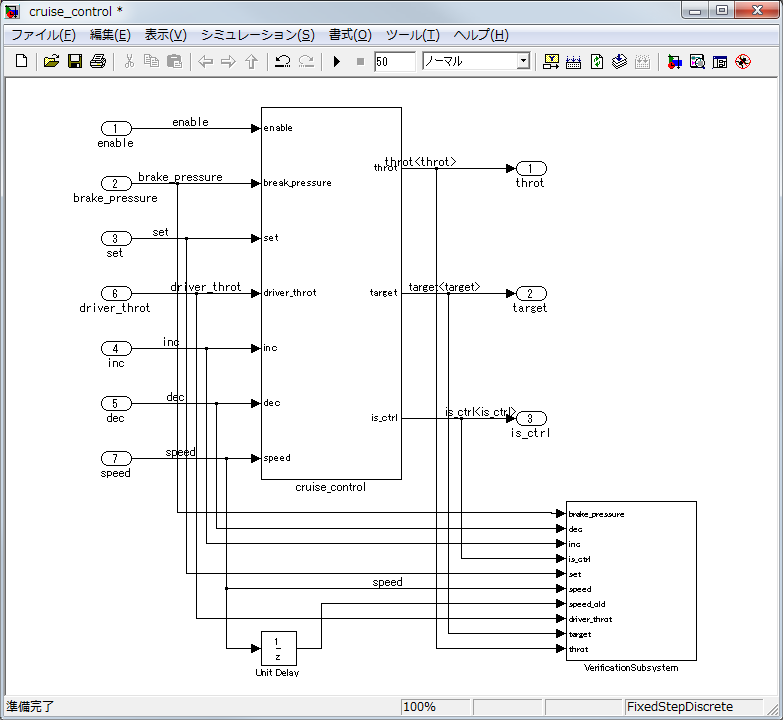 cruise_control *
ファイル(F) 編集(E) 表示(V) シミュレーション(S) 書式(O) ツール(T) ヘルプ(H)
50 ノーマル
1 enable enable
enable
throt<throt>
throt
1
throt
2 brake_pressure break_pressure
brake_pressure
3 set set
set
6 driver_throt driver_throt
driver_throt
target target<target> 2
target
4 inc inc
inc
5 dec dec
dec
is_ctrl is_ctrl<is_ctrl> 3
is_ctrl
7 speed speed
speed
cruise_control
brake_pressure
dec
inc
is_ctrl
set
speed speed
speed_old
driver_throt
target
throt
1
z
Unit Delay
VerificationSubsystem
準備完了 100% FixedStepDiscrete